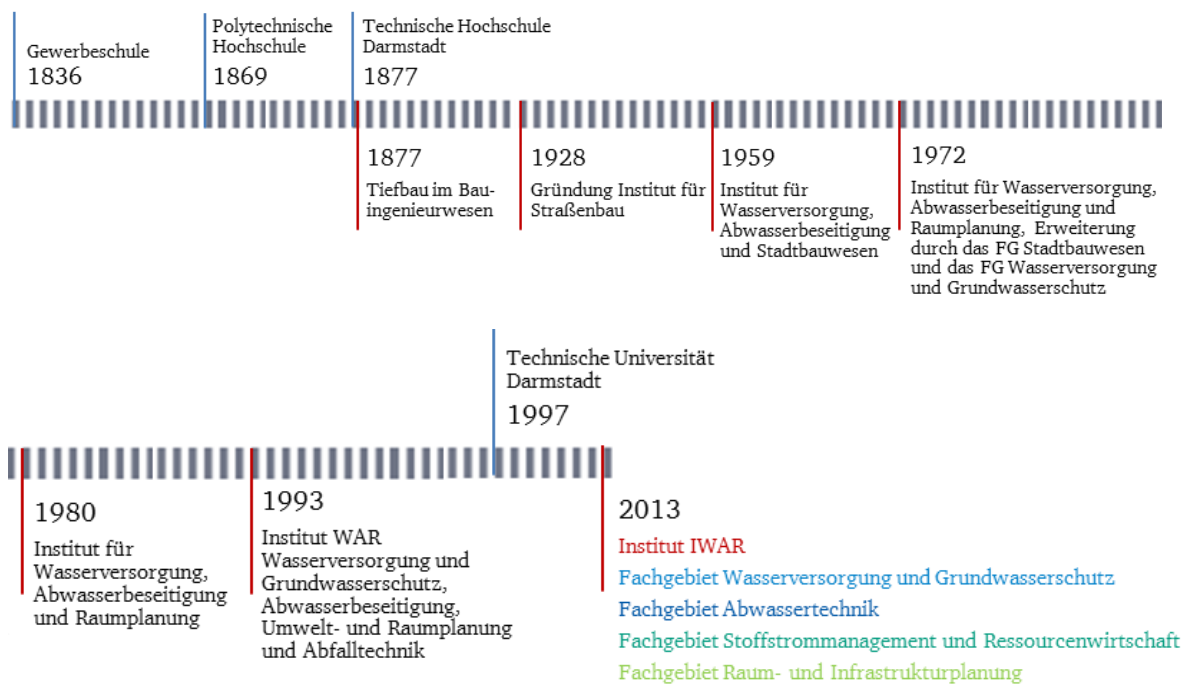 Gewerbeschule
1836
Polytechnische
Hochschule
1869
Technische Hochschule
Darmstadt
1877
1877
Tiefbau im Bau-
ingenieurwesen
1928
Gründung Institut für
Straßenbau
1959
Institut für
Wasserversorgung,
Abwasserbeseitigung
und Stadtbauwesen
1972
Institut für Wasserversorgung,
Abwasserbeseitigung und
Raumplanung, Erweiterung
durch das FG Stadtbauwesen
und das FG Wasserversorgung
und Grundwasserschutz
Technische Universität
Darmstadt
1997
1980
Institut für
Wasserversorgung,
Abwasserbeseitigung
und Raumplanung
1993
Institut WAR
Wasserversorgung und
Grundwasserschutz,
Abwasserbeseitigung,
Umwelt- und Raumplanung
und Abfalltechnik
2013
Institut IWAR
Fachgebiet Wasserversorgung und Grundwasserschutz
Fachgebiet Abwassertechnik
Fachgebiet Stoffstrommanagement und Ressourcenwirtschaft
Fachgebiet Raum- und Infrastrukturplanung